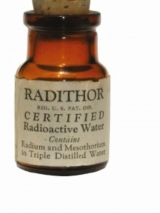 RADITHOR
REG. U. S. PAT. OFF.
CERTIFIED
Radioactive Water
Contains
Radium and Mesothorium
in Triple Distilled Water